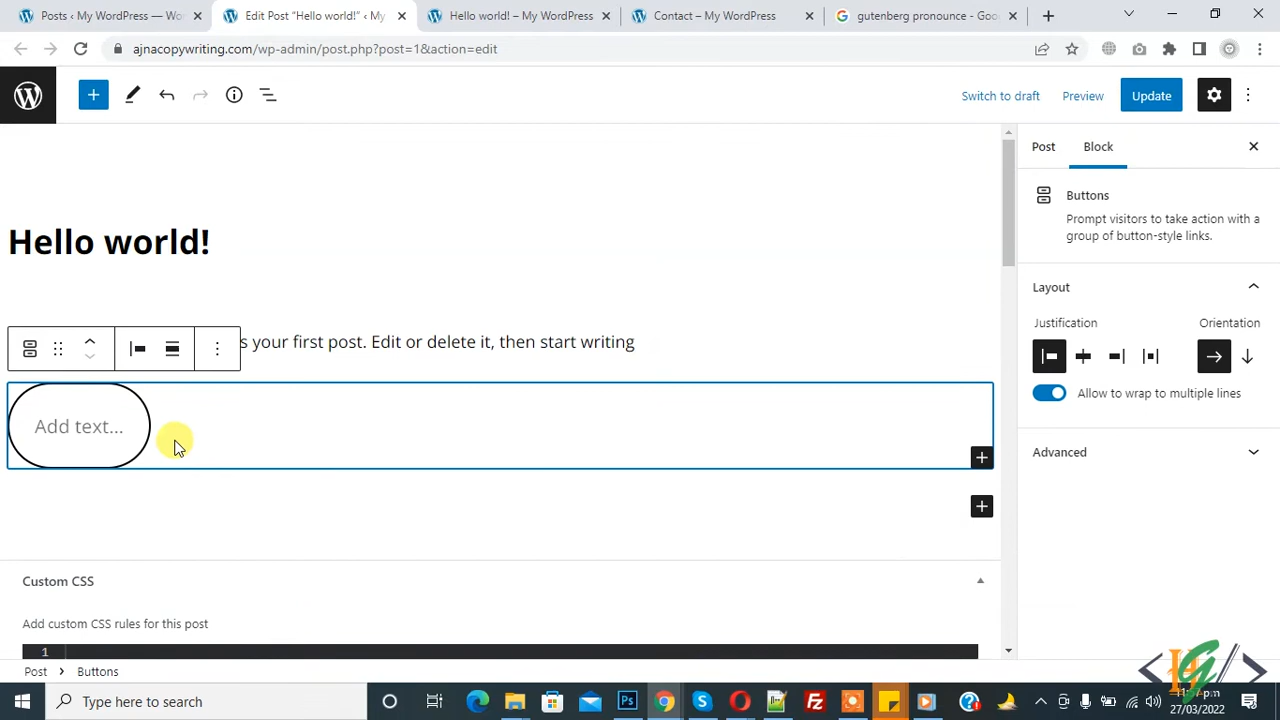 Posts ‹ My WordPress — Wo
Edit Post “Hello world!” ‹ My
Hello world! – My WordPress
Contact – My WordPress
gutenberg pronounce - Goo
ajnacopywriting.com/wp-admin/post.php?post=1&action=edit
Switch to draft
Preview
Update
Post
Block
Buttons
Prompt visitors to take action with a
group of button-style links.
Hello world!
Layout
Justification
Orientation
s your first post. Edit or delete it, then start writing
Allow to wrap to multiple lines
Add text...
Advanced
Custom CSS
Add custom CSS rules for this post
1
Post
Buttons
Type here to search
27/03/2022